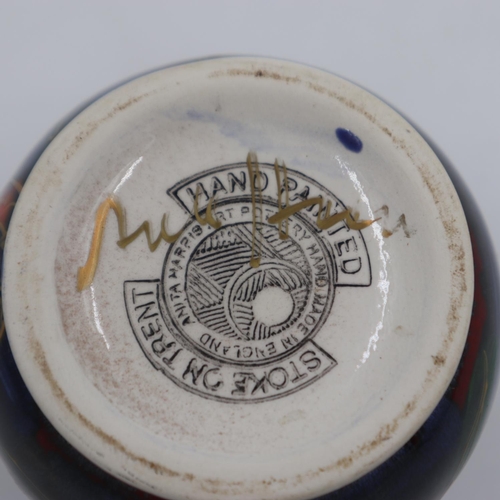 HAND PAINTED
ANITA HARRIS ART POTTERY HAND MADE IN ENGLAND
STOKE ON TRENT